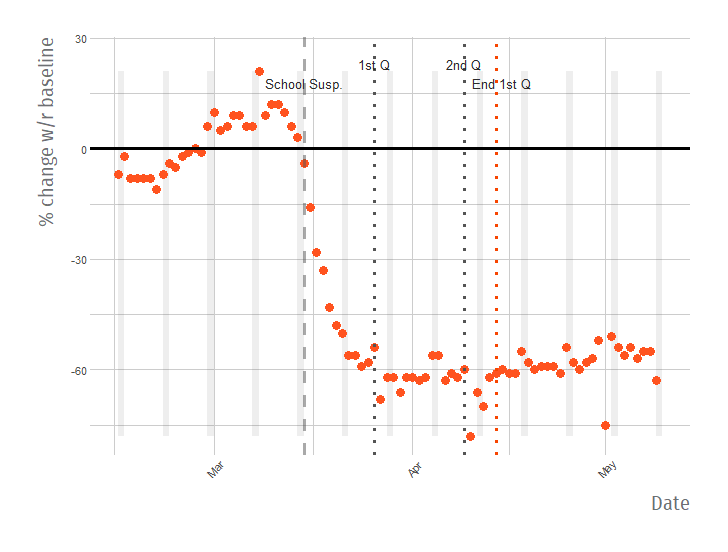 30
1st Q
2nd Q
School Susp.
End 1st Q
% change w/r baseline
0
-30
-60
Mar
Apr
May
Date